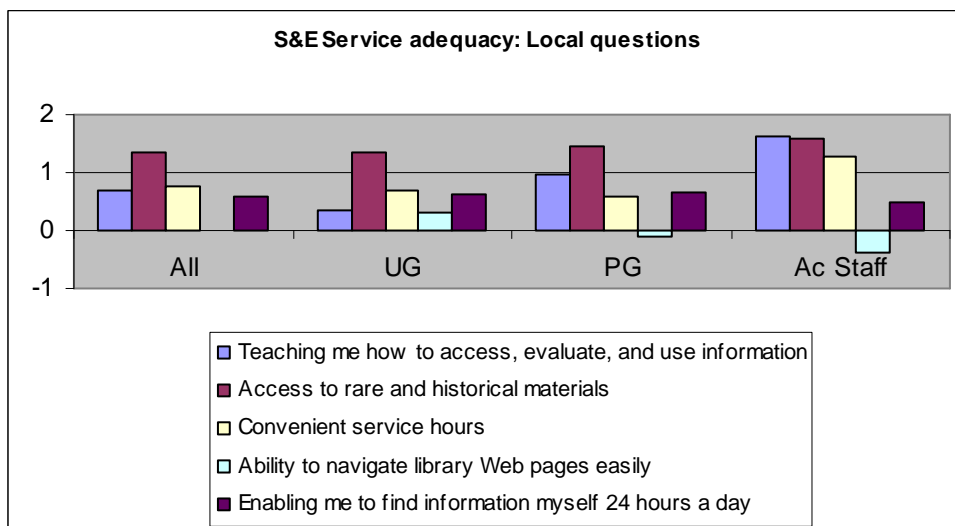 S&E Service adequacy: Local questions
2
1
0
-1
All UG PG Ac Staff
Teaching me how to access, evaluate, and use information
Access to rare and historical materials
Convenient service hours
Ability to navigate library Web pages easily
Enabling me to find information myself 24 hours a day